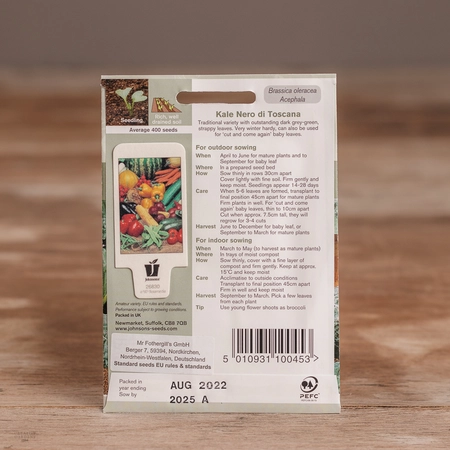 Brassica oleracea
Acephala
Seedling
Rich, well
drained soil
Average 400 seeds
Kale Nero di Toscana
Traditional variety with outstanding dark grey-green,
strappy leaves. Very winter hardy, can also be used
for 'cut and come again' baby leaves.
For outdoor sowing
When April to June for mature plants and to
September for baby leaf
Where In a prepared seed bed
How Sow thinly in rows 30cm apart
Cover lightly with fine soil. Firm gently and
keep moist. Seedlings appear 14-28 days
Care When 5-6 leaves are formed, transplant to
final position 45cm apart for mature plants
Firm plants in well. For 'cut and come
again' baby leaves, thin to 10cm apart
Cut when approx. 7.5cm tall, they will
regrow for 3-4 cuts
Harvest June to December for baby leaf, or
September to March for mature plants
For indoor sowing
When March to May (to harvest as mature plants)
Where In trays of moist compost
How Sow thinly, cover with a fine layer of
compost and firm gently. Keep at approx.
15°C and keep moist
Care Acclimatise to outdoor conditions
Transplant to final position 45cm apart
Firm in well and keep moist
Harvest September to March. Pick a few leaves
from each plant
Tip Use young flower shoots as broccoli
Johnsons
Amateur variety. EU rules and standards.
Performance subject to growing conditions.
Packed in UK
Newmarket, Suffolk, CB8 7QB
www.johnsons-seeds.com
Mr Fothergill's GmbH
Berger 7, 59394, Nordkirchen,
Nordrhein-Westfalen, Deutschland
Standard seeds EU rules & standards
5 010931 100453 >
Packed in
year ending
Sow by
AUG 2022
2025 A
PEFC